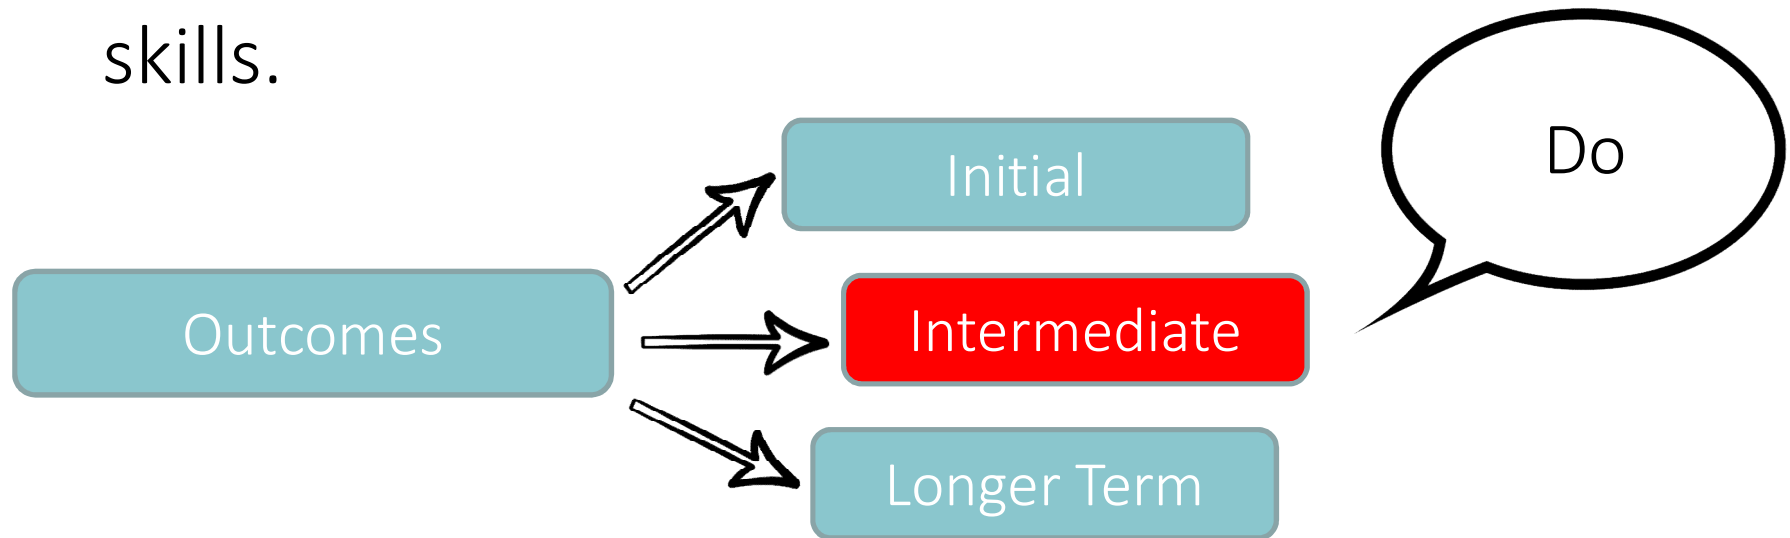 skills.
Initial
Do
Outcomes
Intermediate
Longer Term